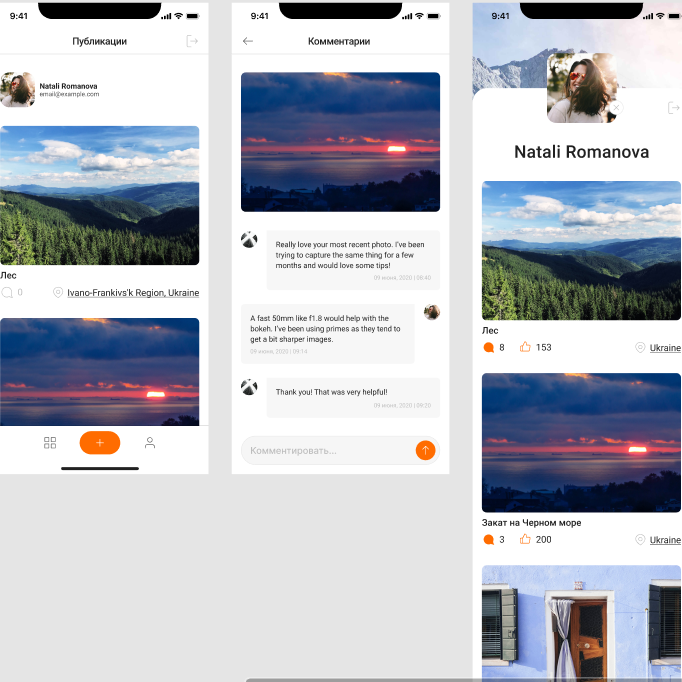 9:41
Публикации
Natali Romanova
email@example.com
Лес
0
Ivano-Frankivs'k Region, Ukraine
9:41
Комментарии
Really love your most recent photo. I've been
trying to capture the same thing for a few
months and would love some tips!
09 июня, 2020 | 08:40
A fast 50mm like f1.8 would help with the
bokeh. I've been using primes as they tend to
get a bit sharper images.
09 июня, 2020 | 09:14
Thank you! That was very helpful!
09 июня, 2020 | 09:20
Комментировать...
9:41
Natali Romanova
Лес
8
153
Ukraine
Закат на Черном море
3
200
Ukraine